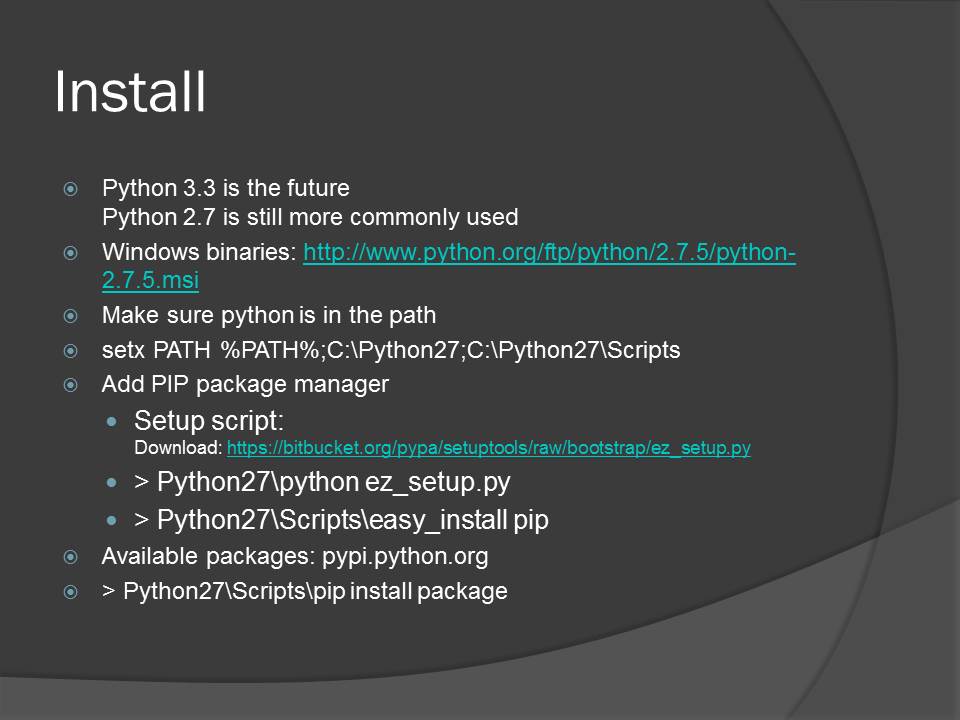 Install
Python 3.3 is the future
Python 2.7 is still more commonly used
Windows binaries: http://www.python.org/ftp/python/2.7.5/python-
2.7.5.msi
Make sure python is in the path
setx PATH %PATH%;C:\Python27;C:\Python27\Scripts
Add PIP package manager
Setup script:
Download: https://bitbucket.org/pypa/setuptools/raw/bootstrap/ez_setup.py
> Python27\python ez_setup.py
> Python27\Scripts\easy_install pip
Available packages: pypi.python.org
> Python27\Scripts\pip install package